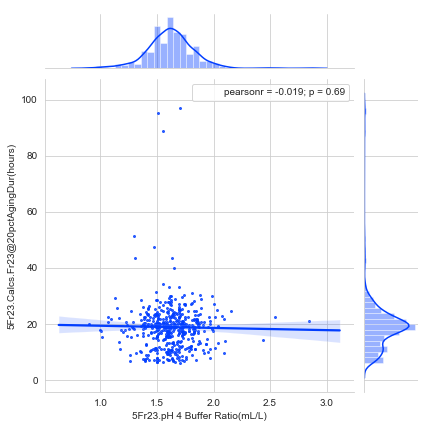 pearsonr = -0.019; p = 0.69
100
80
60
40
20
0
5Fr23.Calcs.Fr23@20pctAgingDur(hours)
1.0 1.5 2.0 2.5 3.0
5Fr23.pH 4 Buffer Ratio(mL/L)